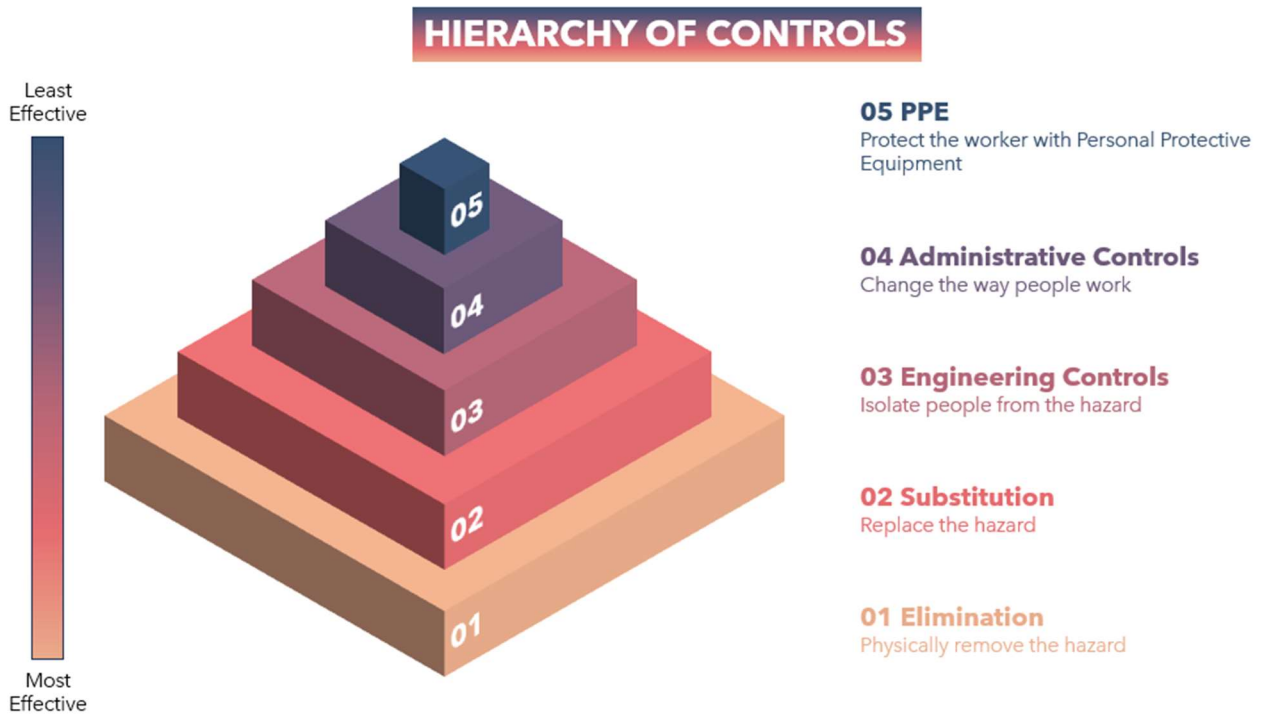 HIERARCHY OF CONTROLS
Least
Effective
05 PPE
Protect the worker with Personal Protective
Equipment
05
04 Administrative Controls
Change the way people work
04
03 Engineering Controls
Isolate people from the hazard
03
02 Substitution
Replace the hazard
02
01 Elimination
Physically remove the hazard
01
Most
Effective